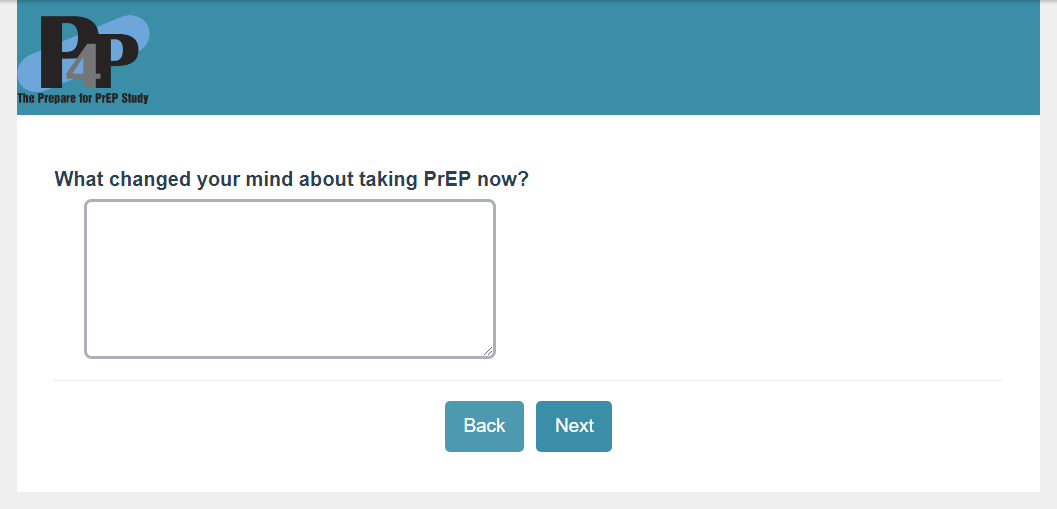 P4P
The Prepare for PrEP Study
What changed your mind about taking PrEP now?
Back Next